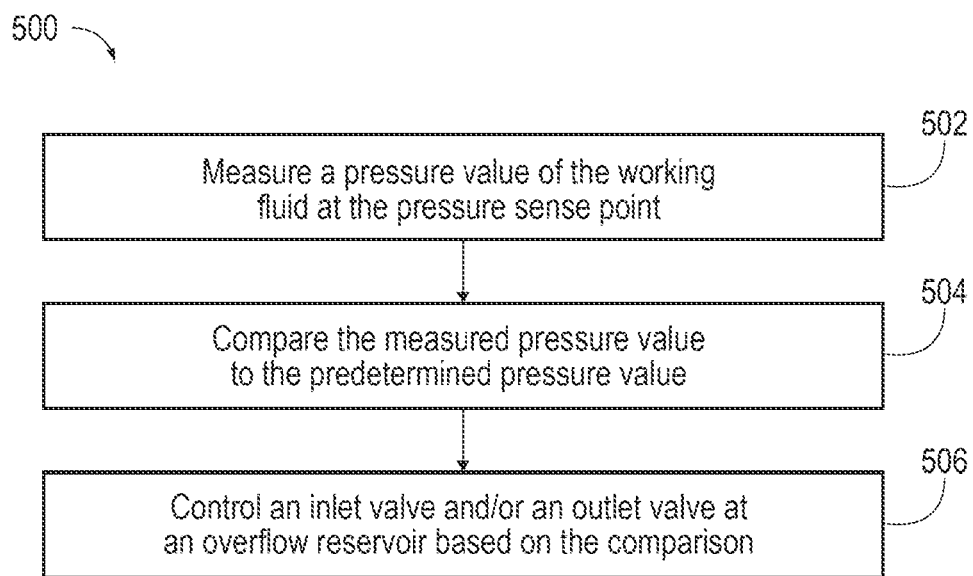 500
502
Measure a pressure value of the working
fluid at the pressure sense point
504
Compare the measured pressure value
to the predetermined pressure value
506
Control an inlet valve and/or an outlet valve at
an overflow reservoir based on the comparison